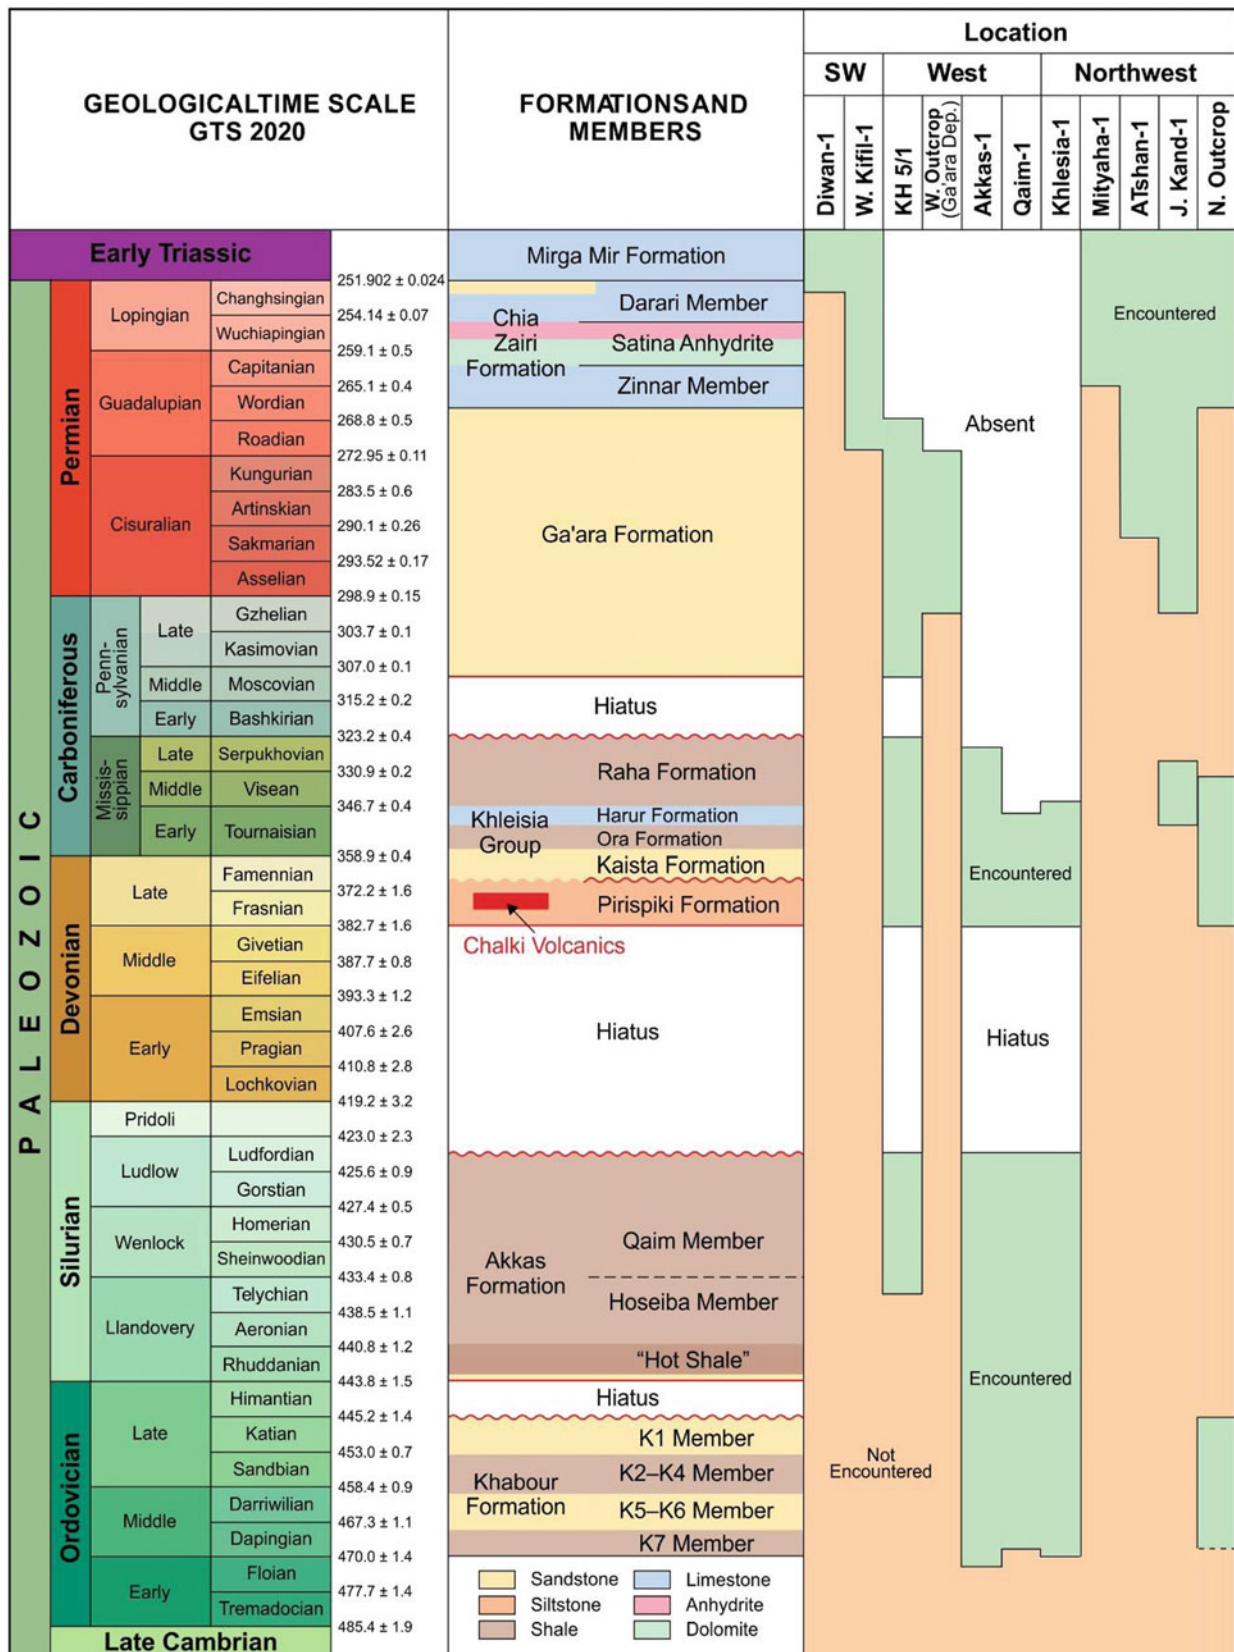 GEOLOGICALTIME SCALE
GTS 2020
FORMATIONSAND
MEMBERS
Location
SW
West
Northwest
Diwan-1
W. Kifil-1
KH 5/1
W. Outcrop
(Ga'ara Dep.)
Akkas-1
Qaim-1
Khlesia-1
Mityaha-1
ATshan-1
J. Kand-1
N. Outcrop
Early Triassic
251.902 ± 0.024
PALEOZOIC
Permian
Lopingian
Changhsingian
254.14 ± 0.07
Wuchiapingian
259.1 ± 0.5
Guadalupian
Capitanian
265.1 ± 0.4
Wordian
268.8 ± 0.5
Roadian
272.95 ± 0.11
Cisuralian
Kungurian
283.5 ± 0.6
Artinskian
290.1 ± 0.26
Sakmarian
293.52 ± 0.17
Asselian
298.9 ± 0.15
Carboniferous
Penn-
sylvanian
Late
Gzhelian
303.7 ± 0.1
Kasimovian
307.0 ± 0.1
Middle
Moscovian
315.2 ± 0.2
Early
Bashkirian
323.2 ± 0.4
Missis-
sippian
Late
Serpukhovian
330.9 ± 0.2
Middle
Visean
346.7 ± 0.4
Early
Tournaisian
358.9 ± 0.4
Devonian
Late
Famennian
372.2 ± 1.6
Frasnian
382.7 ± 1.6
Middle
Givetian
387.7 ± 0.8
Eifelian
393.3 ± 1.2
Early
Emsian
407.6 ± 2.6
Pragian
410.8 ± 2.8
Lochkovian
419.2 ± 3.2
Silurian
Pridoli
423.0 ± 2.3
Ludlow
Ludfordian
425.6 ± 0.9
Gorstian
427.4 ± 0.5
Wenlock
Homerian
430.5 ± 0.7
Sheinwoodian
433.4 ± 0.8
Llandovery
Telychian
438.5 ± 1.1
Aeronian
440.8 ± 1.2
Rhuddanian
443.8 ± 1.5
Ordovician
Late
Himantian
445.2 ± 1.4
Katian
453.0 ± 0.7
Sandbian
458.4 ± 0.9
Middle
Darriwilian
467.3 ± 1.1
Dapingian
470.0 ± 1.4
Early
Floian
477.7 ± 1.4
Tremadocian
485.4 ± 1.9
Late Cambrian
Mirga Mir Formation
Chia
Zairi
Formation
Darari Member
Satina Anhydrite
Zinnar Member
Ga'ara Formation
Hiatus
Khleisia
Group
Raha Formation
Harur Formation
Ora Formation
Kaista Formation
Pirispiki Formation
Chalki Volcanics
Hiatus
Akkas
Formation
Qaim Member
Hoseiba Member
"Hot Shale"
Hiatus
Khabour
Formation
K1 Member
K2–K4 Member
K5–K6 Member
K7 Member
Sandstone
Limestone
Siltstone
Anhydrite
Shale
Dolomite
Encountered
Absent
Encountered
Hiatus
Encountered
Not
Encountered